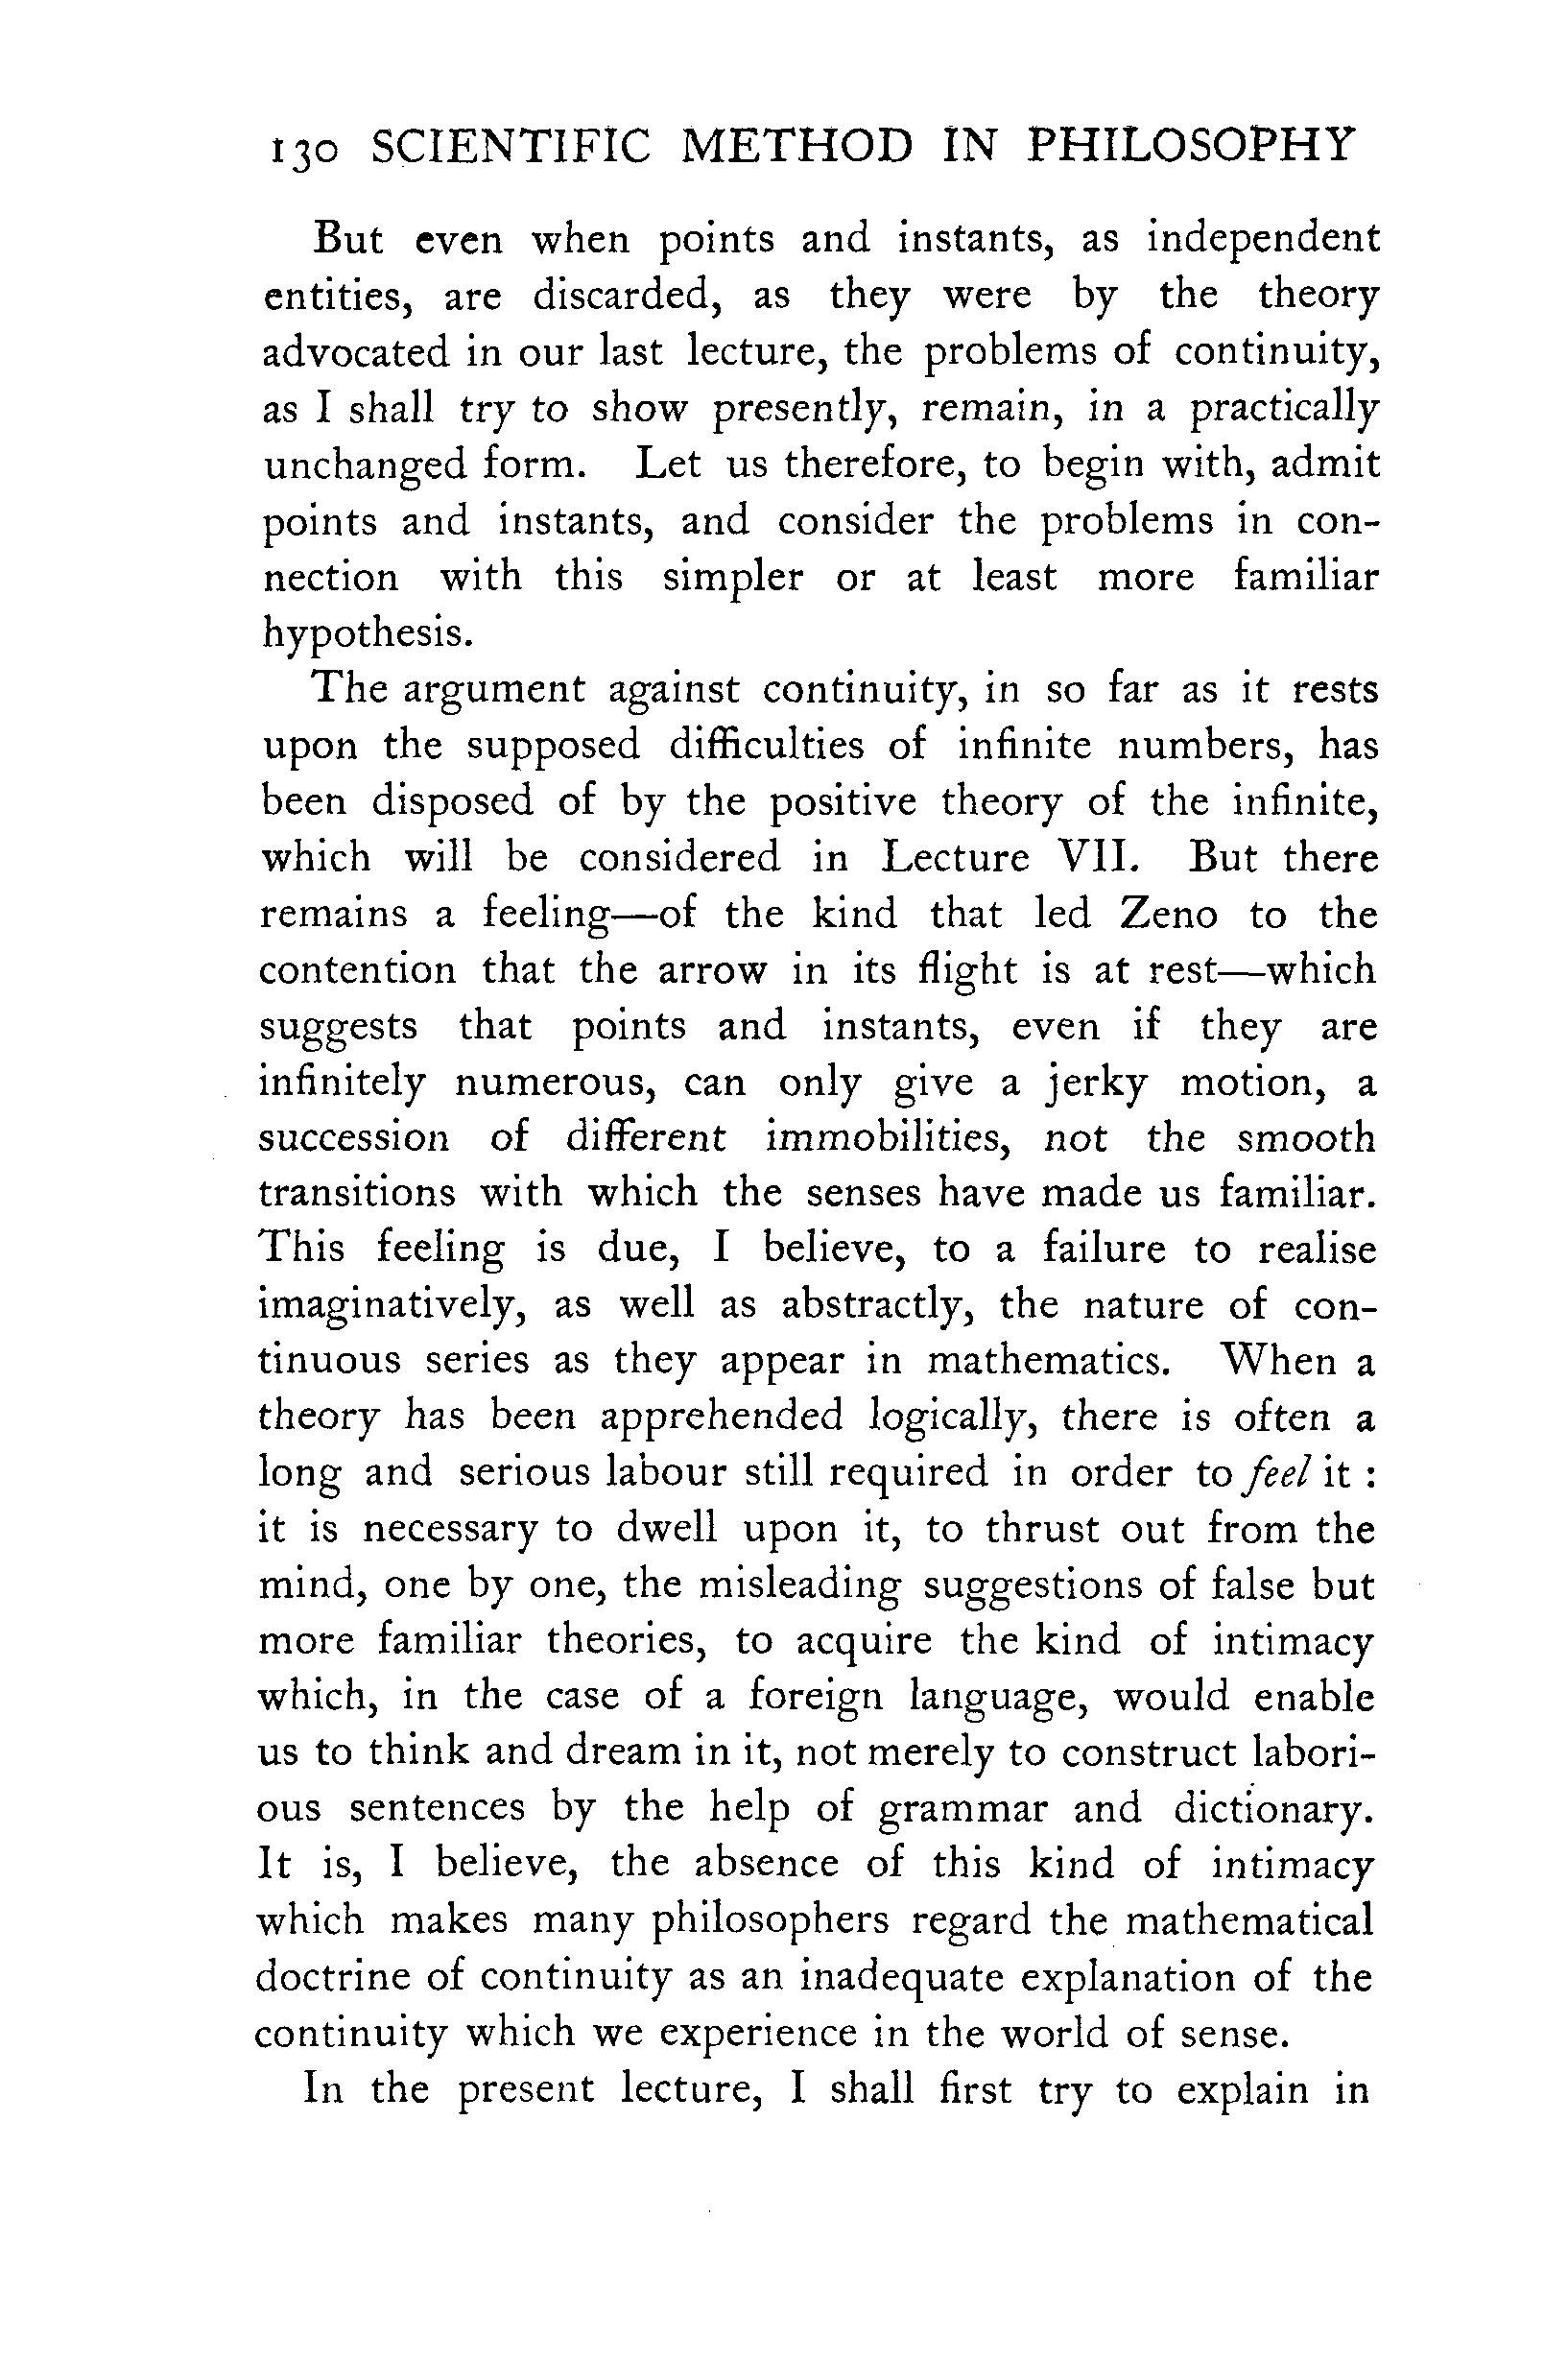 130 SCIENTIFIC METHOD IN PHILOSOPHY
But even when points and instants, as independent
entities, are discarded, as they were by the theory
advocated in our last lecture, the problems of continuity,
as I shall try to show presently, remain, in a practically
unchanged form. Let us therefore, to begin with, admit
points and instants, and consider the problems in con-
nection with this simpler or at least more familiar
hypothesis.
The argument against continuity, in so far as it rests
upon the supposed difficulties of infinite numbers, has
been disposed of by the positive theory of the infinite,
which will be considered in Lecture VII. But there
remains a feeling—of the kind that led Zeno to the
contention that the arrow in its flight is at rest—which
suggests that points and instants, even if they are
infinitely numerous, can only give a jerky motion, a
succession of different immobilities, not the smooth
transitions with which the senses have made us familiar.
This feeling is due, I believe, to a failure to realise
imaginatively, as well as abstractly, the nature of con-
tinuous series as they appear in mathematics. When a
theory has been apprehended logically, there is often a
long and serious labour still required in order to feel it :
it is necessary to dwell upon it, to thrust out from the
mind, one by one, the misleading suggestions of false but
more familiar theories, to acquire the kind of intimacy
which, in the case of a foreign language, would enable
us to think and dream in it, not merely to construct labori-
ous sentences by the help of grammar and dictionary.
It is, I believe, the absence of this kind of intimacy
which makes many philosophers regard the mathematical
doctrine of continuity as an inadequate explanation of the
continuity which we experience in the world of sense.
In the present lecture, I shall first try to explain in